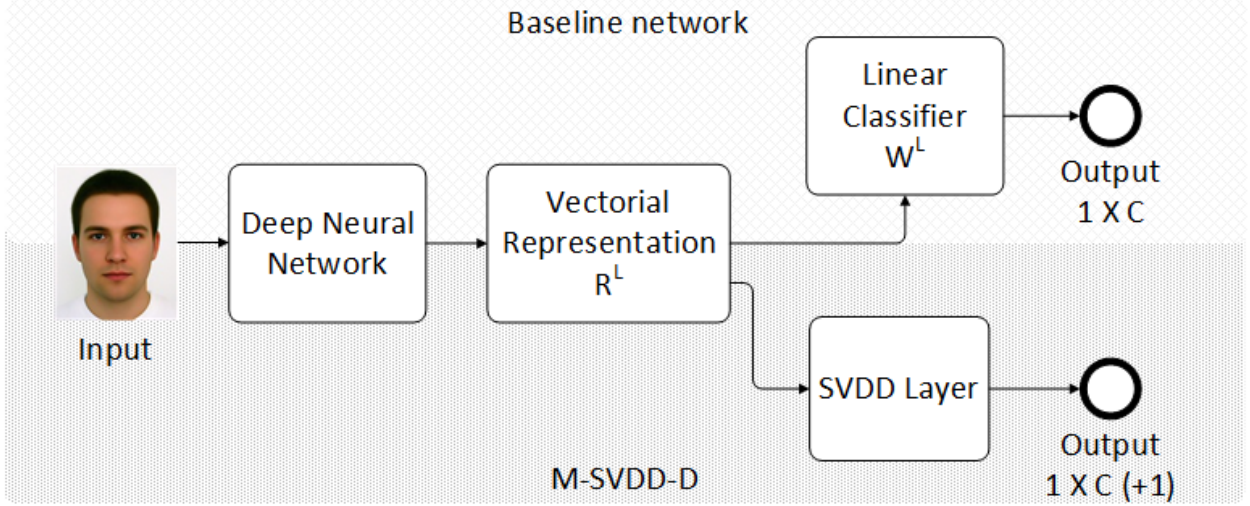 Baseline network
Linear
Classifier
W^L
Output
1 X C
Deep Neural
Network
Vectorial
Representation
R^L
Input
SVDD Layer
Output
1 X C (+1)
M-SVDD-D